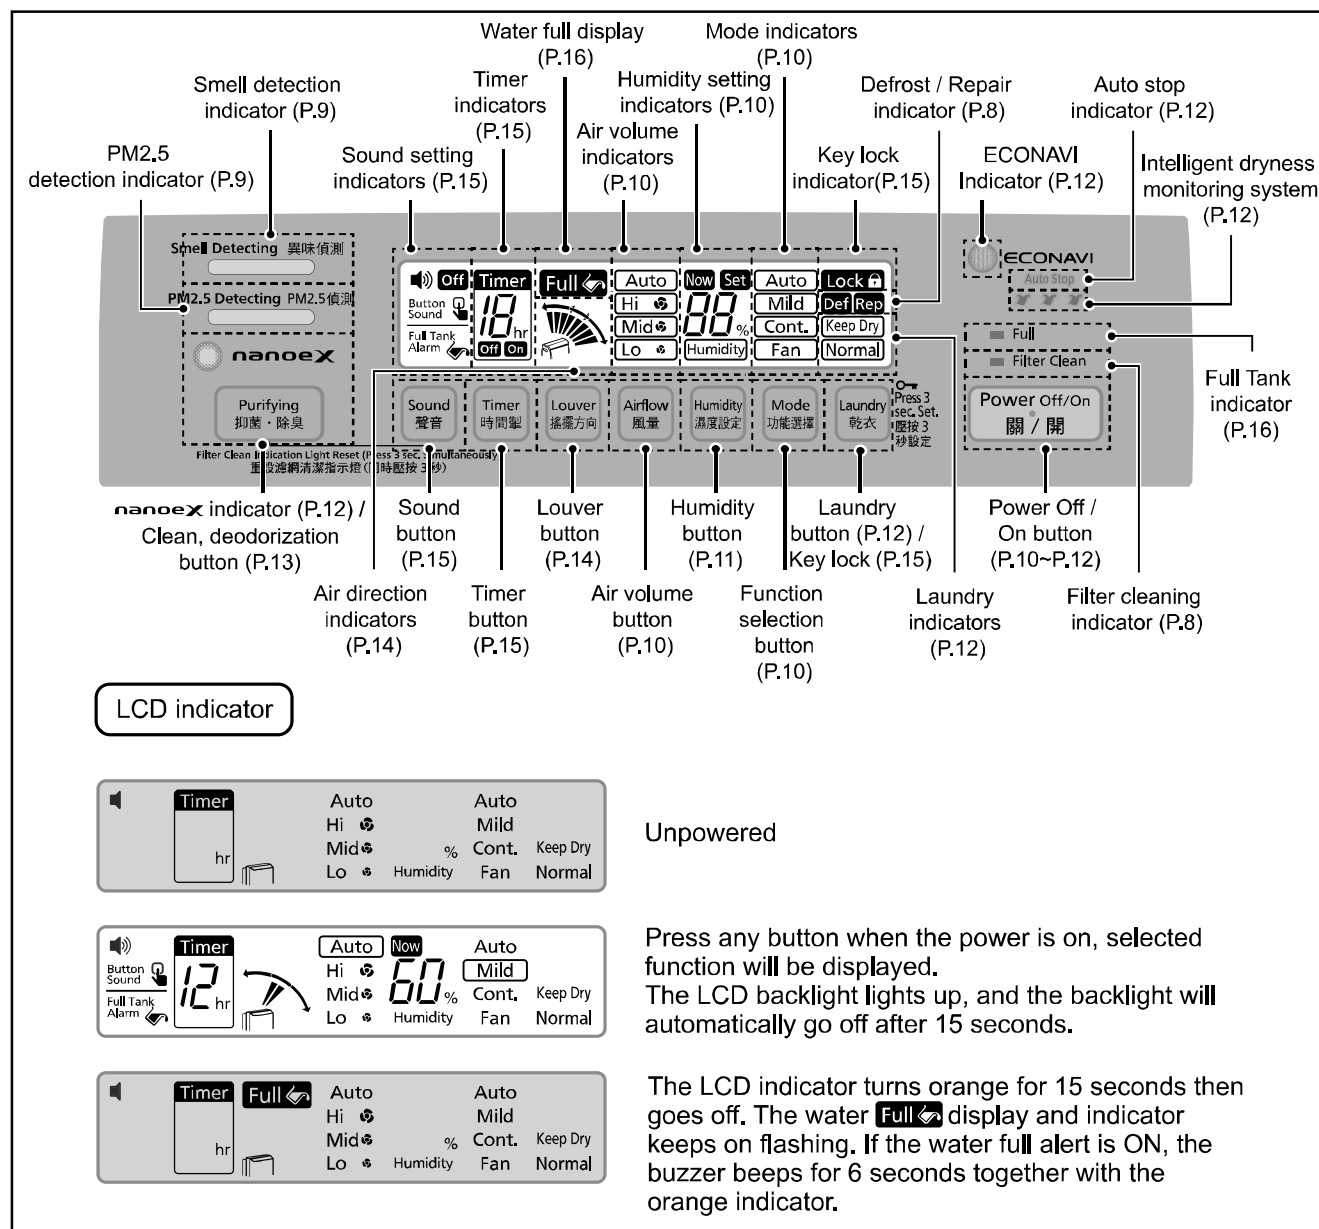 Water full display
(P.16)
Mode indicators
(P.10)
Smell detection
indicator (P.9)
Timer
indicators
(P.15)
Humidity setting
indicators (P.10)
Defrost / Repair
indicator (P.8)
Auto stop
indicator (P.12)
PM2.5
detection indicator (P.9)
Sound setting
indicators (P.15)
Air volume
indicators
(P.10)
Key lock
indicator(P.15)
ECONAVI
Indicator (P.12)
Intelligent dryness
monitoring system
(P.12)
Smell Detecting 異味偵測
PM2.5 Detecting PM2.5偵測
nanoeX
Purifying
抑菌・除臭
Filter Clean Indication Light Reset (Press 3 sec. Simultaneously)
重設濾網清潔指示燈(同時壓按 3 秒)
Off
Button
Sound
Full Tank
Alarm
Timer
18 hr
Off On
Full
Auto
Hi
Mid
Lo
Now Set
88 %
Humidity
Auto
Mild
Cont.
Fan
Lock
Def Rep
Keep Dry
Normal
Sound
聲音
Timer
時間掣
Louver
搖擺方向
Airflow
風量
Humidity
濕度設定
Mode
功能選擇
Laundry
乾衣
Press 3
sec. Set.
壓按 3
秒設定
ECONAVI
Auto Stop
Full
Filter Clean
Power Off/On
關 / 開
Full Tank
indicator
(P.16)
nanoeX indicator (P.12) /
Clean, deodorization
button (P.13)
Sound
button
(P.15)
Louver
button
(P.14)
Humidity
button
(P.11)
Laundry
button (P.12) /
Key lock (P.15)
Power Off /
On button
(P.10~P.12)
Air direction
indicators
(P.14)
Timer
button
(P.15)
Air volume
button
(P.10)
Function
selection
button
(P.10)
Laundry
indicators
(P.12)
Filter cleaning
indicator (P.8)
LCD indicator
Timer
hr
Auto
Hi
Mid
Lo
%
Humidity
Auto
Mild
Cont.
Fan
Keep Dry
Normal
Unpowered
Button
Sound
Full Tank
Alarm
Timer
12 hr
Auto
Hi
Mid
Lo
Now
60 %
Humidity
Auto
Mild
Cont.
Fan
Keep Dry
Normal
Press any button when the power is on, selected
function will be displayed.
The LCD backlight lights up, and the backlight will
automatically go off after 15 seconds.
Timer
hr
Full
Auto
Hi
Mid
Lo
%
Humidity
Auto
Mild
Cont.
Fan
Keep Dry
Normal
The LCD indicator turns orange for 15 seconds then
goes off. The water Full display and indicator
keeps on flashing. If the water full alert is ON, the
buzzer beeps for 6 seconds together with the
orange indicator.